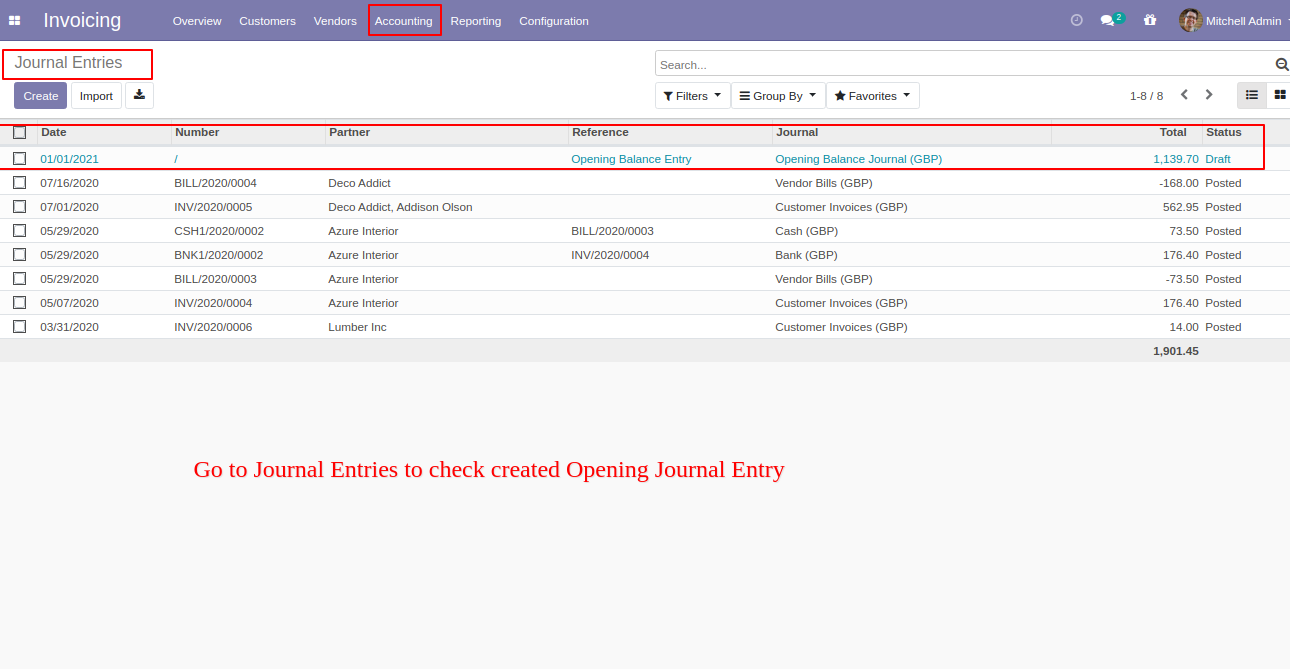 Invoicing Overview Customers Vendors Accounting Reporting Configuration 2 Mitchell Admin
Journal Entries
Search...
Create Import Filters Group By Favorites 1-8 / 8
Date Number Partner Reference Journal Total Status
01/01/2021 / Opening Balance Entry Opening Balance Journal (GBP) 1,139.70 Draft
07/16/2020 BILL/2020/0004 Deco Addict Vendor Bills (GBP) -168.00 Posted
07/01/2020 INV/2020/0005 Deco Addict, Addison Olson Customer Invoices (GBP) 562.95 Posted
05/29/2020 CSH1/2020/0002 Azure Interior BILL/2020/0003 Cash (GBP) 73.50 Posted
05/29/2020 BNK1/2020/0002 Azure Interior INV/2020/0004 Bank (GBP) 176.40 Posted
05/29/2020 BILL/2020/0003 Azure Interior Vendor Bills (GBP) -73.50 Posted
05/07/2020 INV/2020/0004 Azure Interior Customer Invoices (GBP) 176.40 Posted
03/31/2020 INV/2020/0006 Lumber Inc Customer Invoices (GBP) 14.00 Posted
1,901.45
Go to Journal Entries to check created Opening Journal Entry